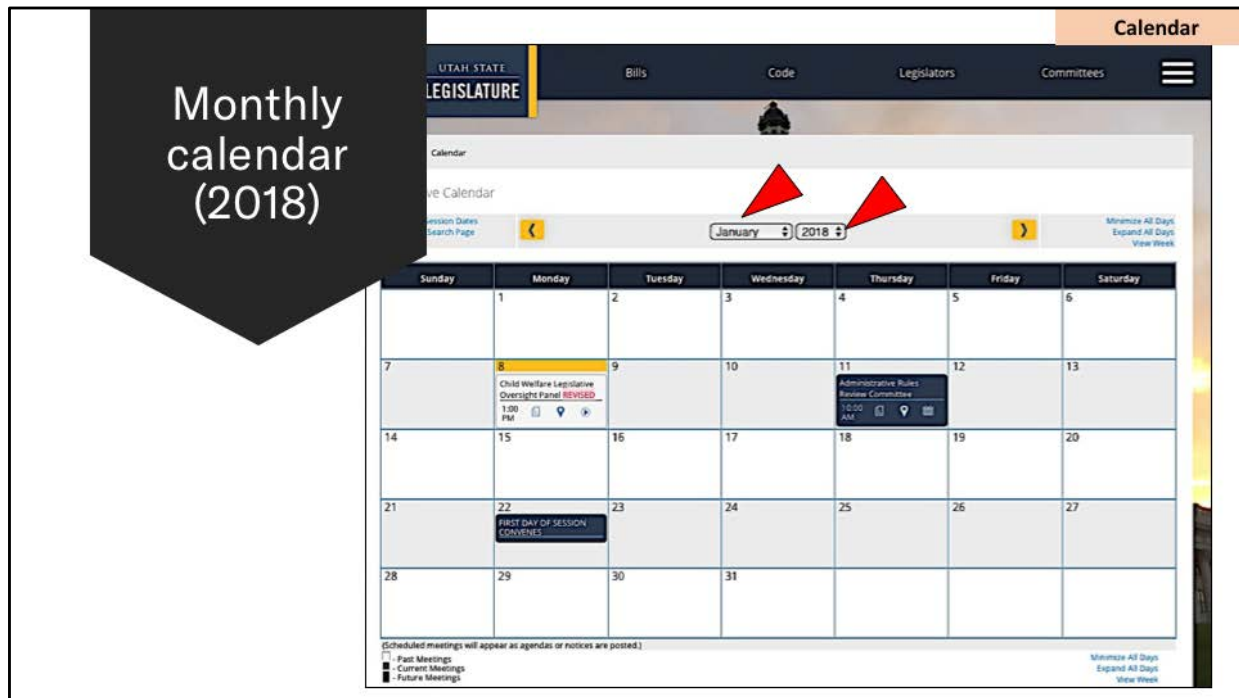 Calendar
Monthly
calendar
(2018)
UTAH STATE
LEGISLATURE
Bills
Code
Legislators
Committees
Calendar
ve Calendar
ession Dates
Search Page
January
2018
Minimize All Days
Expand All Days
View Week
Sunday Monday Tuesday Wednesday Thursday Friday Saturday
1 2 3 4 5 6
7 8 9 10 11 12 13
Child Welfare Legislative
Oversight Panel REVISED
1:00
PM
Administrative Rules
Review Committee
10:00
AM
14 15 16 17 18 19 20
21 22 23 24 25 26 27
FIRST DAY OF SESSION
CONVENES
28 29 30 31
(Scheduled meetings will appear as agendas or notices are posted.)
- Past Meetings
- Current Meetings
- Future Meetings
Minimize All Days
Expand All Days
View Week